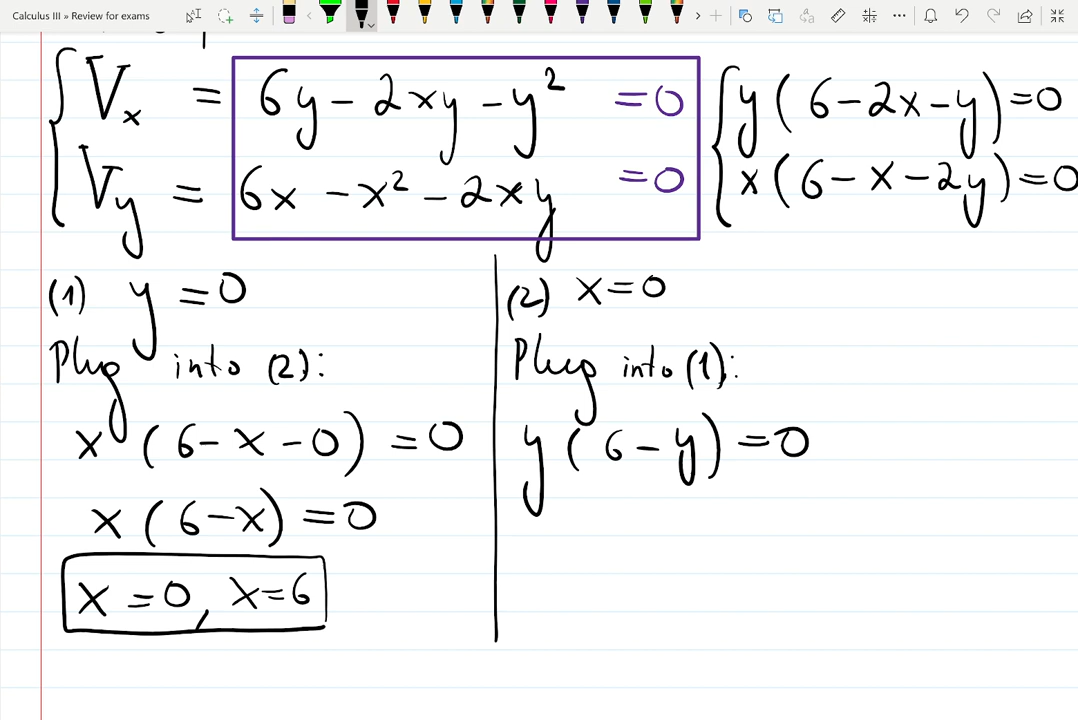 Calculus III » Review for exams
V_x = 6y - 2xy - y² = 0
V_y = 6x - x² - 2xy = 0
y(6 - 2x - y) = 0
x(6 - x - 2y) = 0
(1) y = 0
Plug into (2):
x(6 - x - 0) = 0
x(6 - x) = 0
x = 0, x = 6
(2) x = 0
Plug into (1):
y(6 - y) = 0